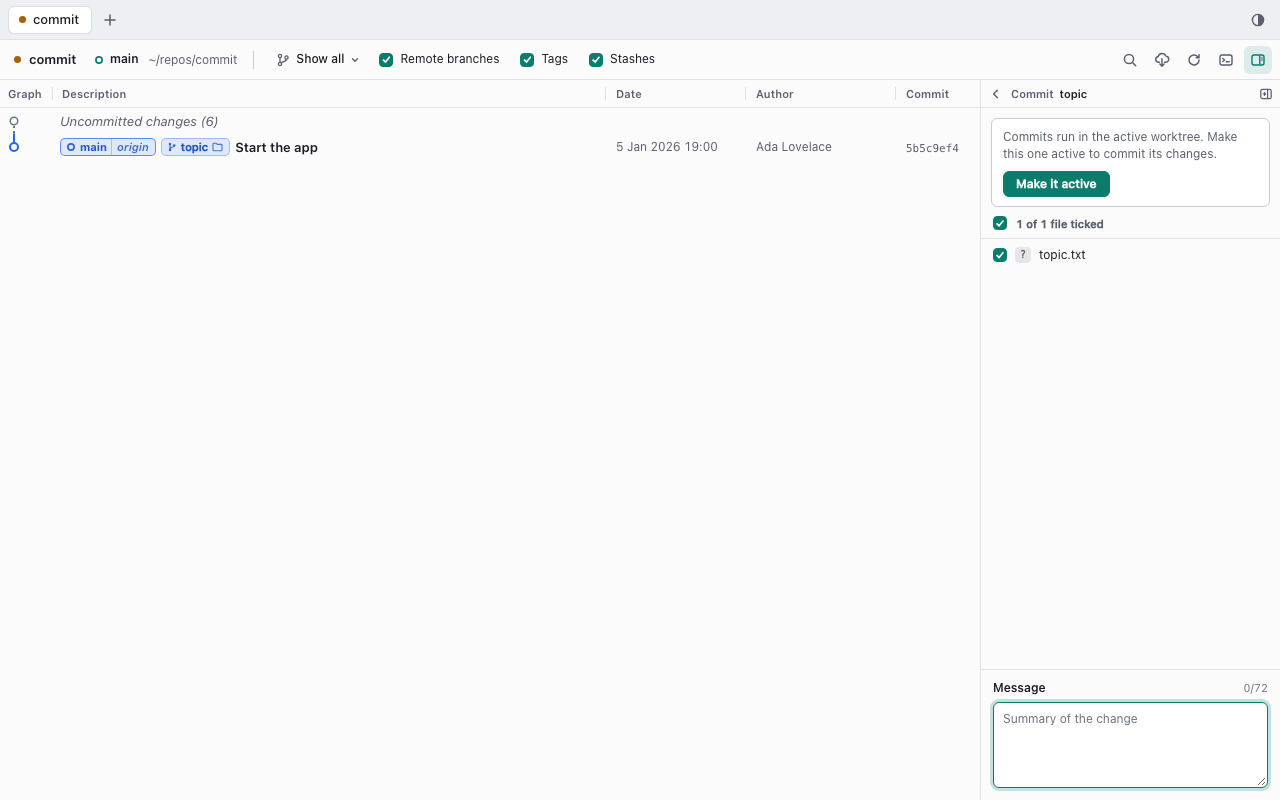 commit
commit main ~/repos/commit Show all Remote branches Tags Stashes
Graph Description Date Author Commit
Uncommitted changes (6)
main origin topic Start the app 5 Jan 2026 19:00 Ada Lovelace 5b5c9ef4
Commit topic
Commits run in the active worktree. Make
this one active to commit its changes.
Make it active
1 of 1 file ticked
? topic.txt
Message 0/72
Summary of the change